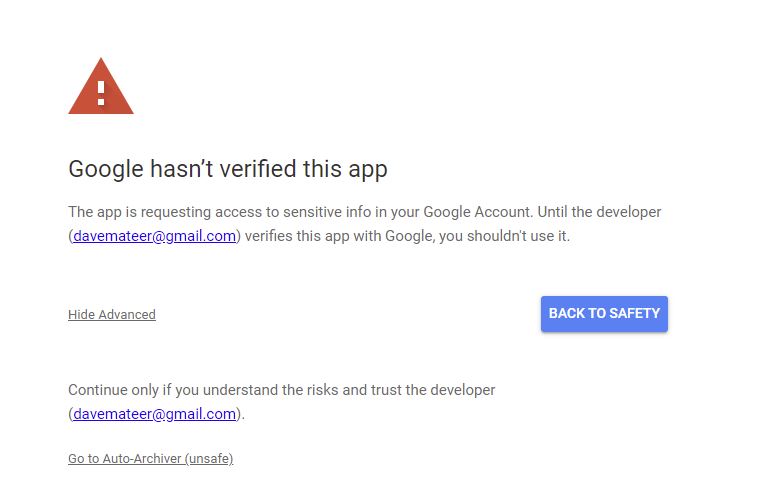 Google hasn’t verified this app
The app is requesting access to sensitive info in your Google Account. Until the developer
(davemateer@gmail.com) verifies this app with Google, you shouldn't use it.
Hide Advanced
BACK TO SAFETY
Continue only if you understand the risks and trust the developer
(davemateer@gmail.com).
Go to Auto-Archiver (unsafe)